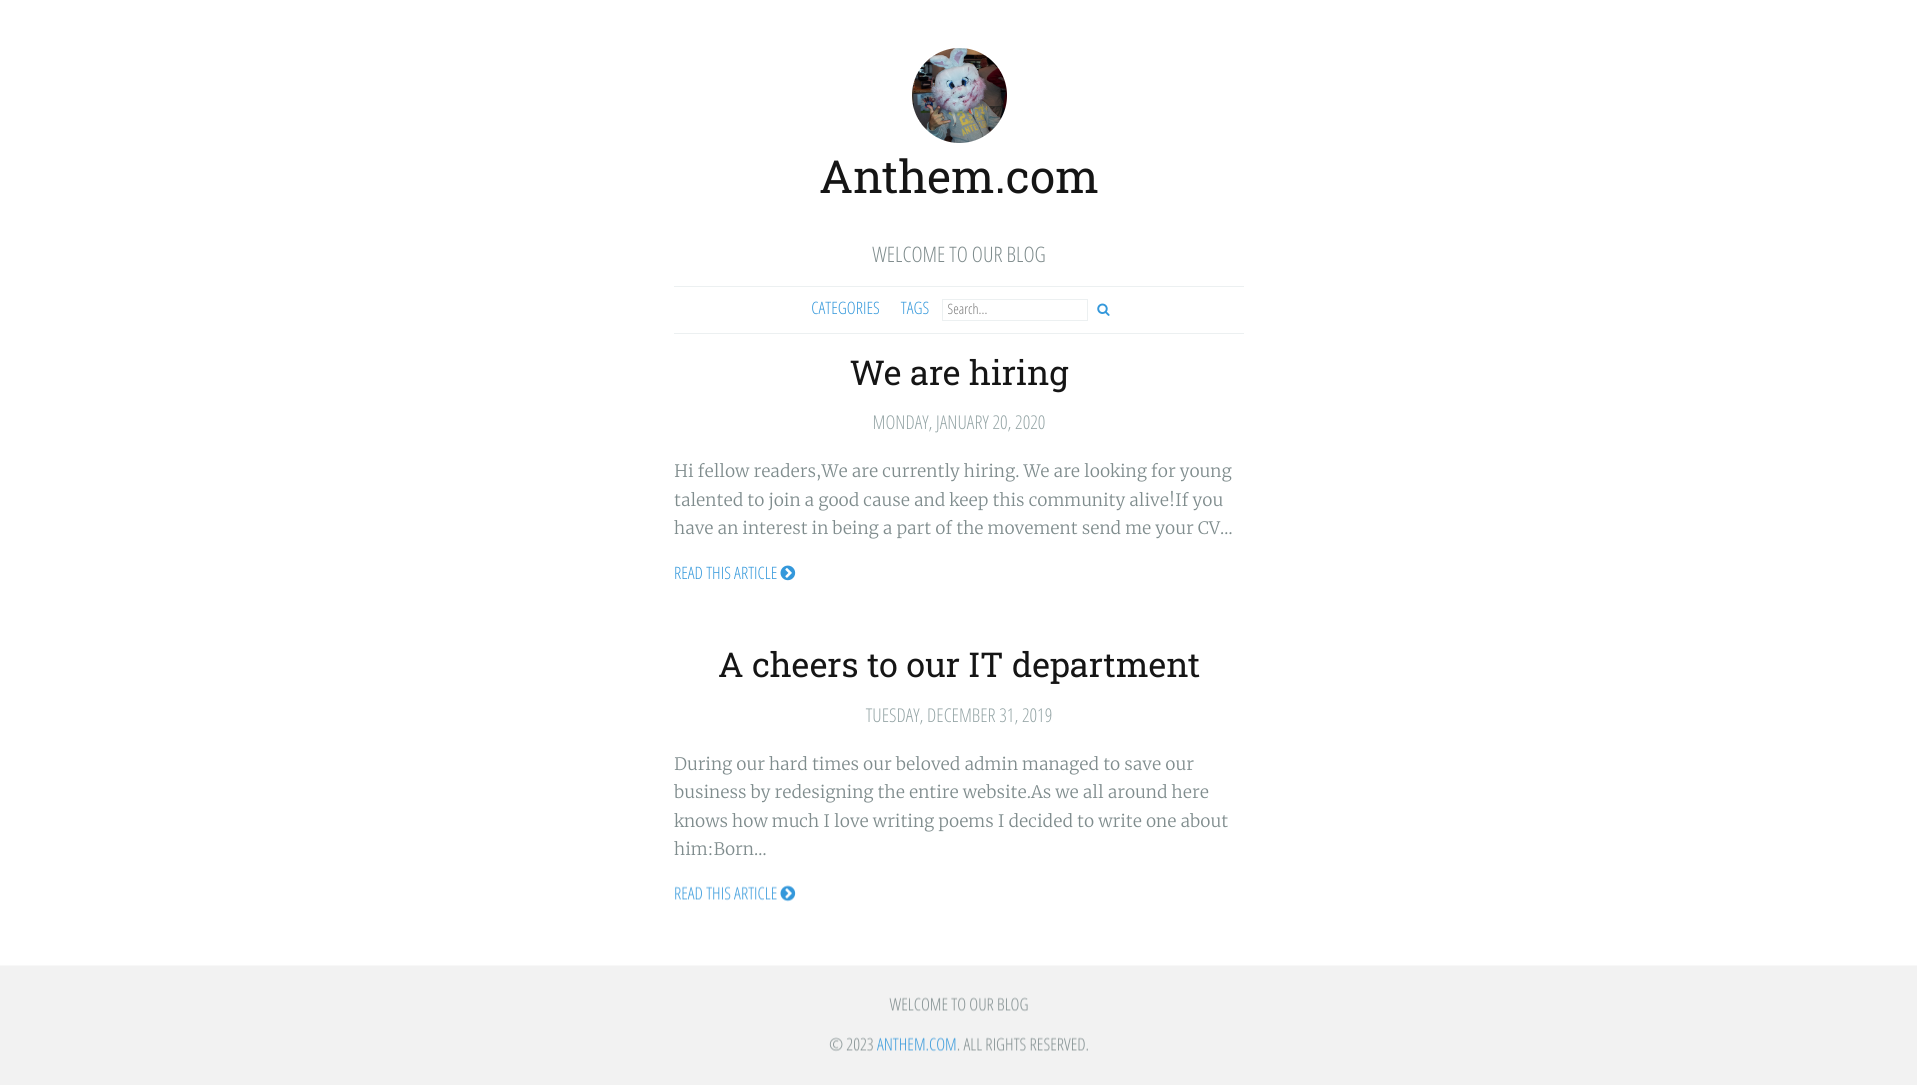 Anthem.com
WELCOME TO OUR BLOG
CATEGORIES TAGS Search...
We are hiring
MONDAY, JANUARY 20, 2020
Hi fellow readers,We are currently hiring. We are looking for young
talented to join a good cause and keep this community alive!If you
have an interest in being a part of the movement send me your CV...
READ THIS ARTICLE
A cheers to our IT department
TUESDAY, DECEMBER 31, 2019
During our hard times our beloved admin managed to save our
business by redesigning the entire website.As we all around here
knows how much I love writing poems I decided to write one about
him:Born...
READ THIS ARTICLE
WELCOME TO OUR BLOG
© 2023 ANTHEM.COM. ALL RIGHTS RESERVED.